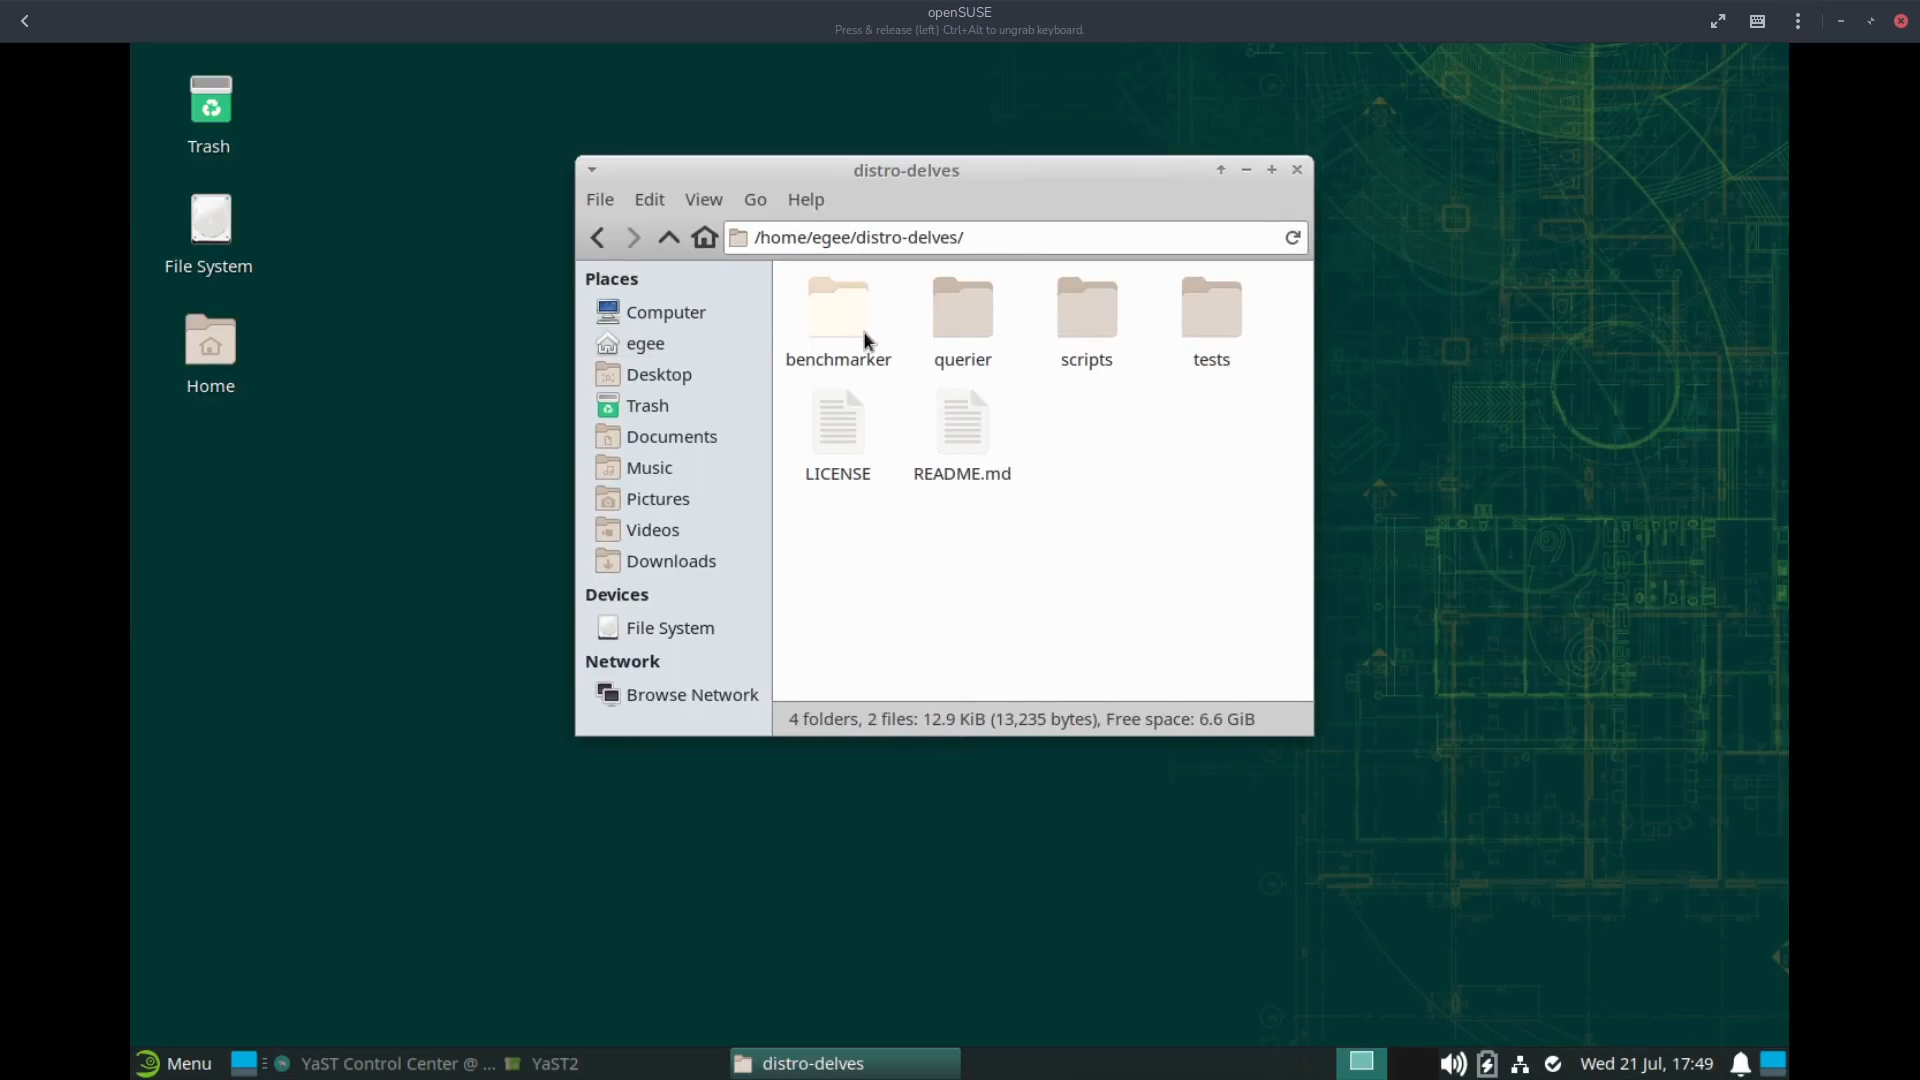 openSUSE
Press & release (left) Ctrl+Alt to ungrab keyboard.
Trash
File System
Home
distro-delves
File Edit View Go Help
/home/egee/distro-delves/
Places
Computer
egee
Desktop
Trash
Documents
Music
Pictures
Videos
Downloads
Devices
File System
Network
Browse Network
benchmarker querier scripts tests
LICENSE README.md
4 folders, 2 files: 12.9 KiB (13,235 bytes), Free space: 6.6 GiB
Menu YaST Control Center @ ... YaST2 distro-delves Wed 21 Jul, 17:49